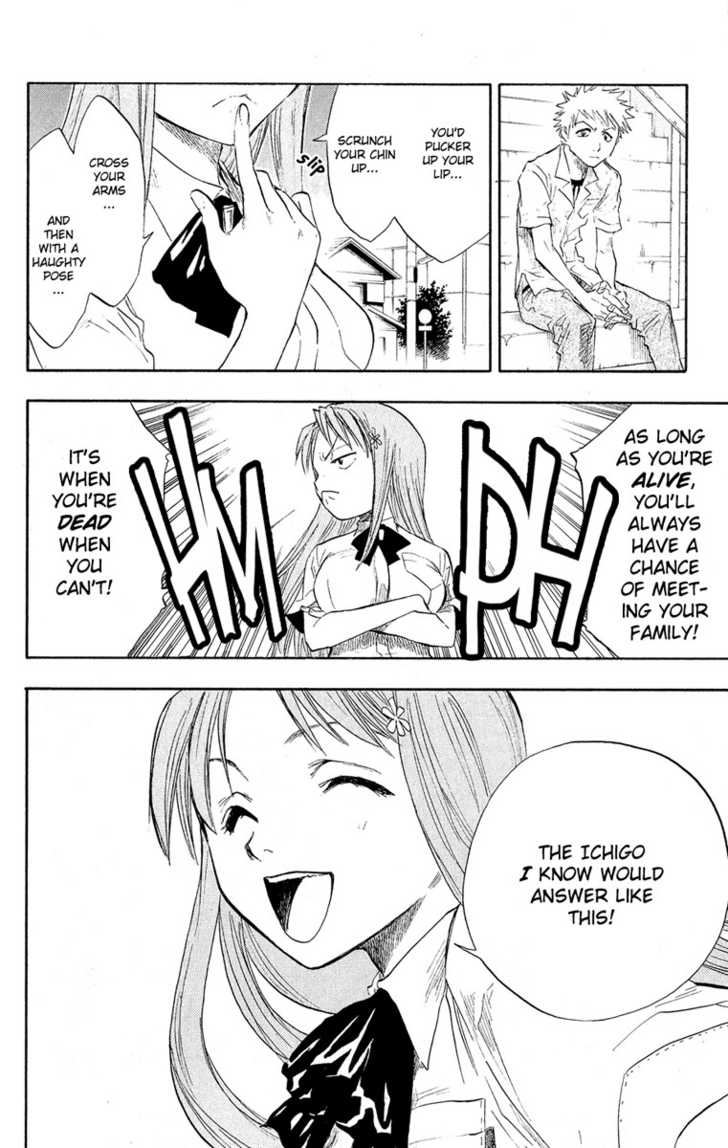 YOU'D
PUCKER
UP YOUR
LIP...
SCRUNCH
YOUR CHIN
UP...
SLIP
CROSS
YOUR
ARMS
...
AND
THEN
WITH A
HAUGHTY
POSE
...
AS LONG
AS YOU'RE
ALIVE,
YOU'LL
ALWAYS
HAVE A
CHANCE
OF MEET-
ING YOUR
FAMILY!
HMPH
IT'S
WHEN
YOU'RE
DEAD
WHEN
YOU
CAN'T!
THE ICHIGO
I KNOW WOULD
ANSWER LIKE
THIS!